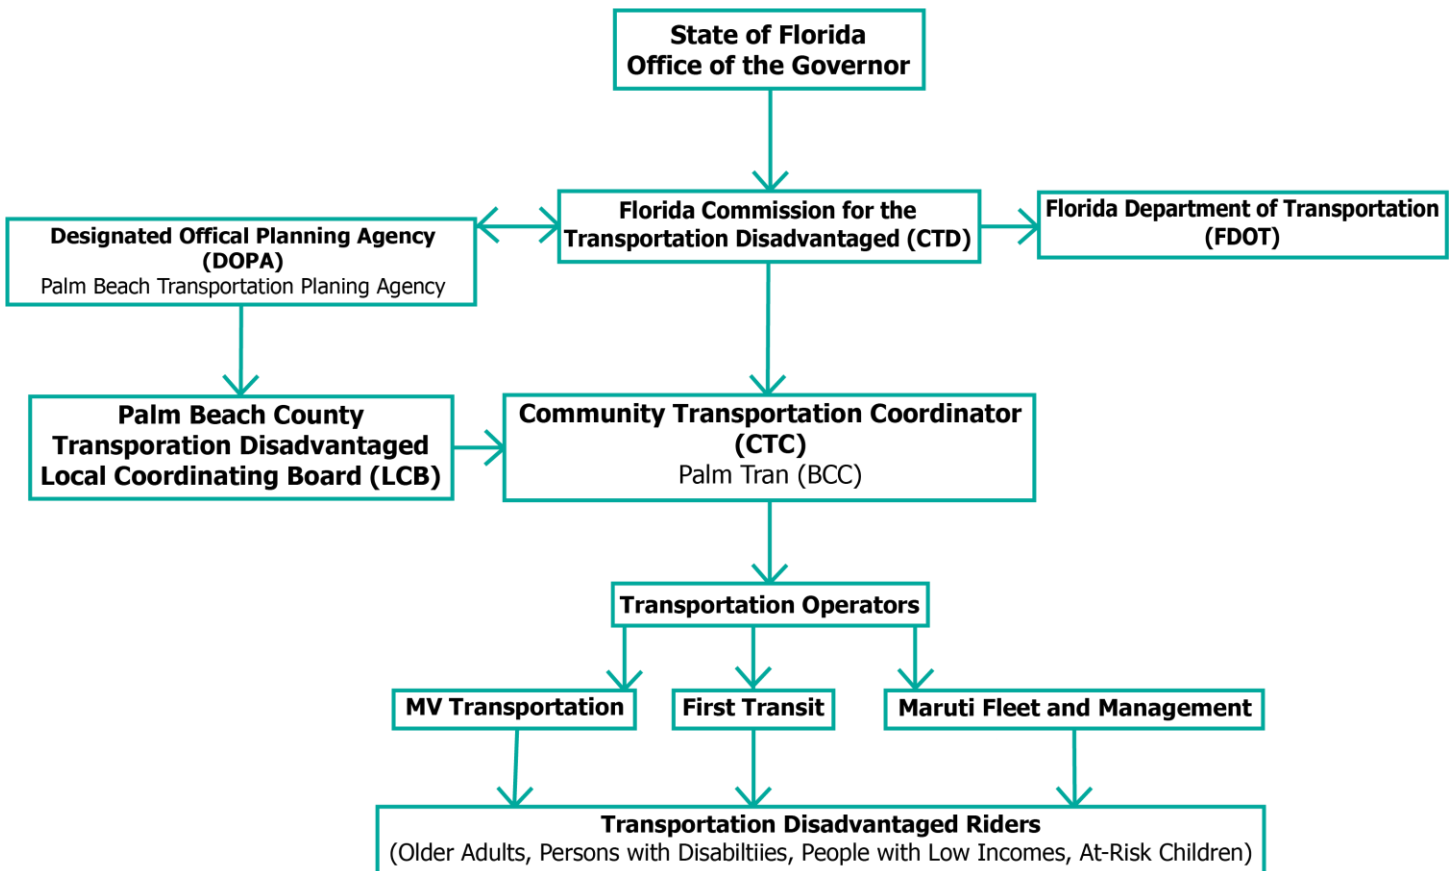 State of Florida
Office of the Governor
Florida Commission for the
Transportation Disadvantaged (CTD)
Florida Department of Transportation
(FDOT)
Designated Offical Planning Agency
(DOPA)
Palm Beach Transportation Planing Agency
Palm Beach County
Transporation Disadvantaged
Local Coordinating Board (LCB)
Community Transportation Coordinator
(CTC)
Palm Tran (BCC)
Transportation Operators
MV Transportation
First Transit
Maruti Fleet and Management
Transportation Disadvantaged Riders
(Older Adults, Persons with Disabiltiies, People with Low Incomes, At-Risk Children)